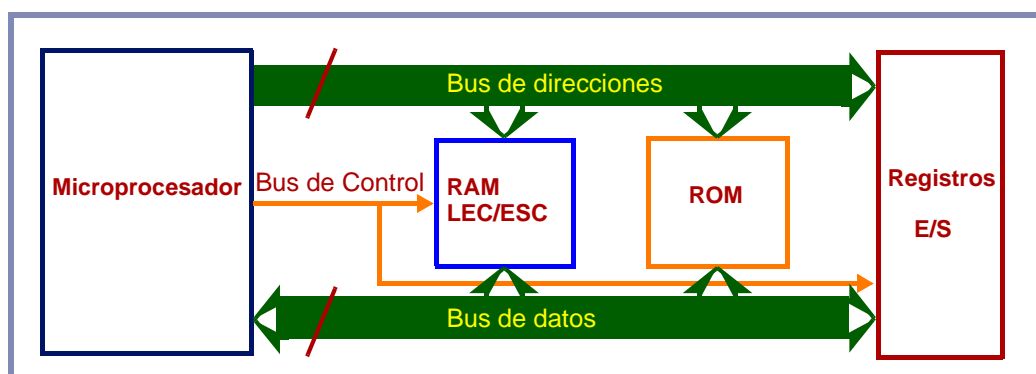 Bus de direcciones
Microprocesador
Bus de Control
RAM
LEC/ESC
ROM
Registros
E/S
Bus de datos